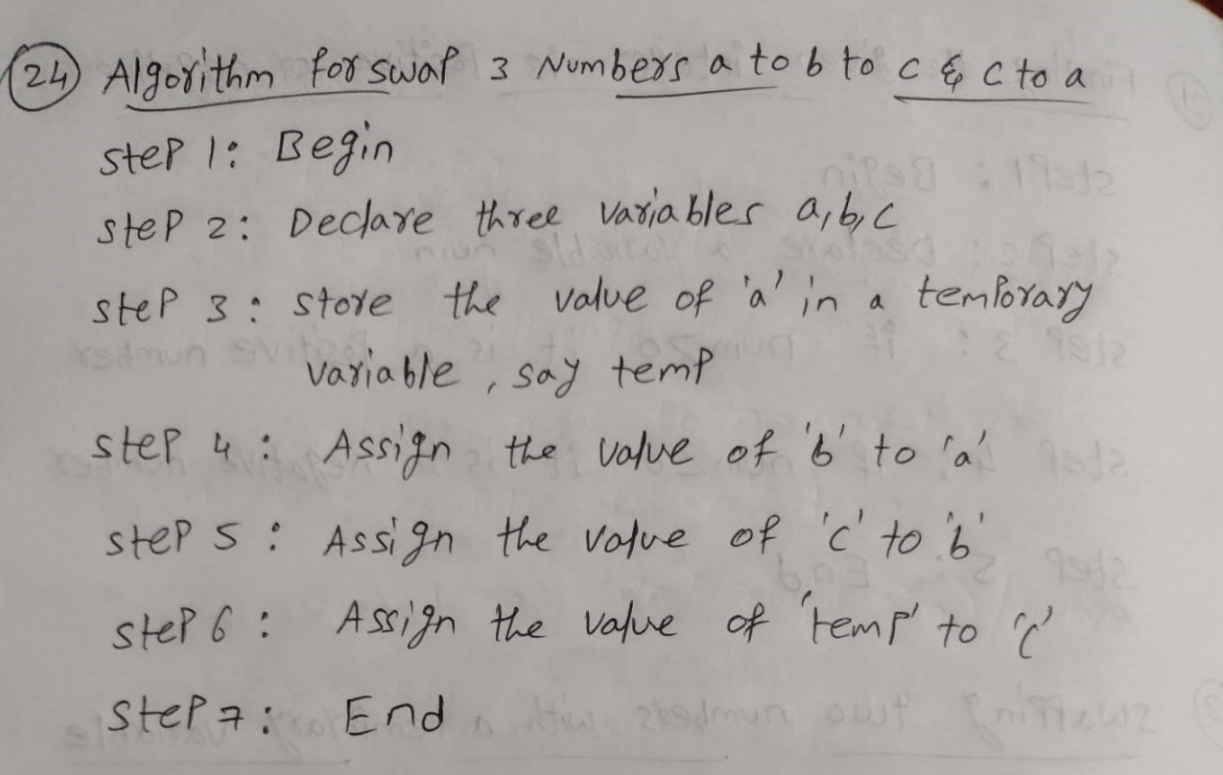 24 Algorithm for swap 3 Numbers a to b to c & c to a
step 1: Begin
step 2: Declare three variables a,b,c
step 3: store the value of 'a' in a temporary
variable, say temp
step 4: Assign the value of 'b' to 'a'
step 5: Assign the value of 'c' to 'b'
step 6: Assign the value of 'temp' to 'c'
step 7: End